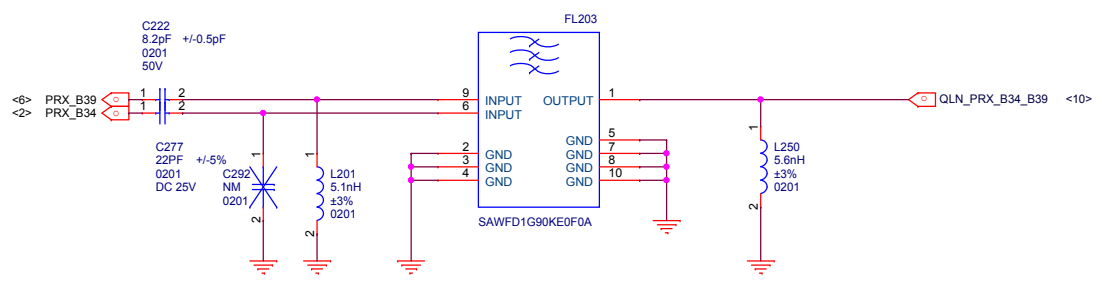 C222
8.2pF +/-0.5pF
0201
50V
FL203
<6> PRX_B39 1 2 9 INPUT OUTPUT 1 QLN_PRX_B34_B39 <10>
<2> PRX_B34 1 2 6 INPUT
GND 5
2 GND GND 7
3 GND GND 8
4 GND GND 10
C277
22PF +/-5%
0201
DC 25V
1
C292
NM
0201
2
1
L201
5.1nH
±3%
0201
2
SAWFD1G90KE0F0A
1
L250
5.6nH
±3%
0201
2